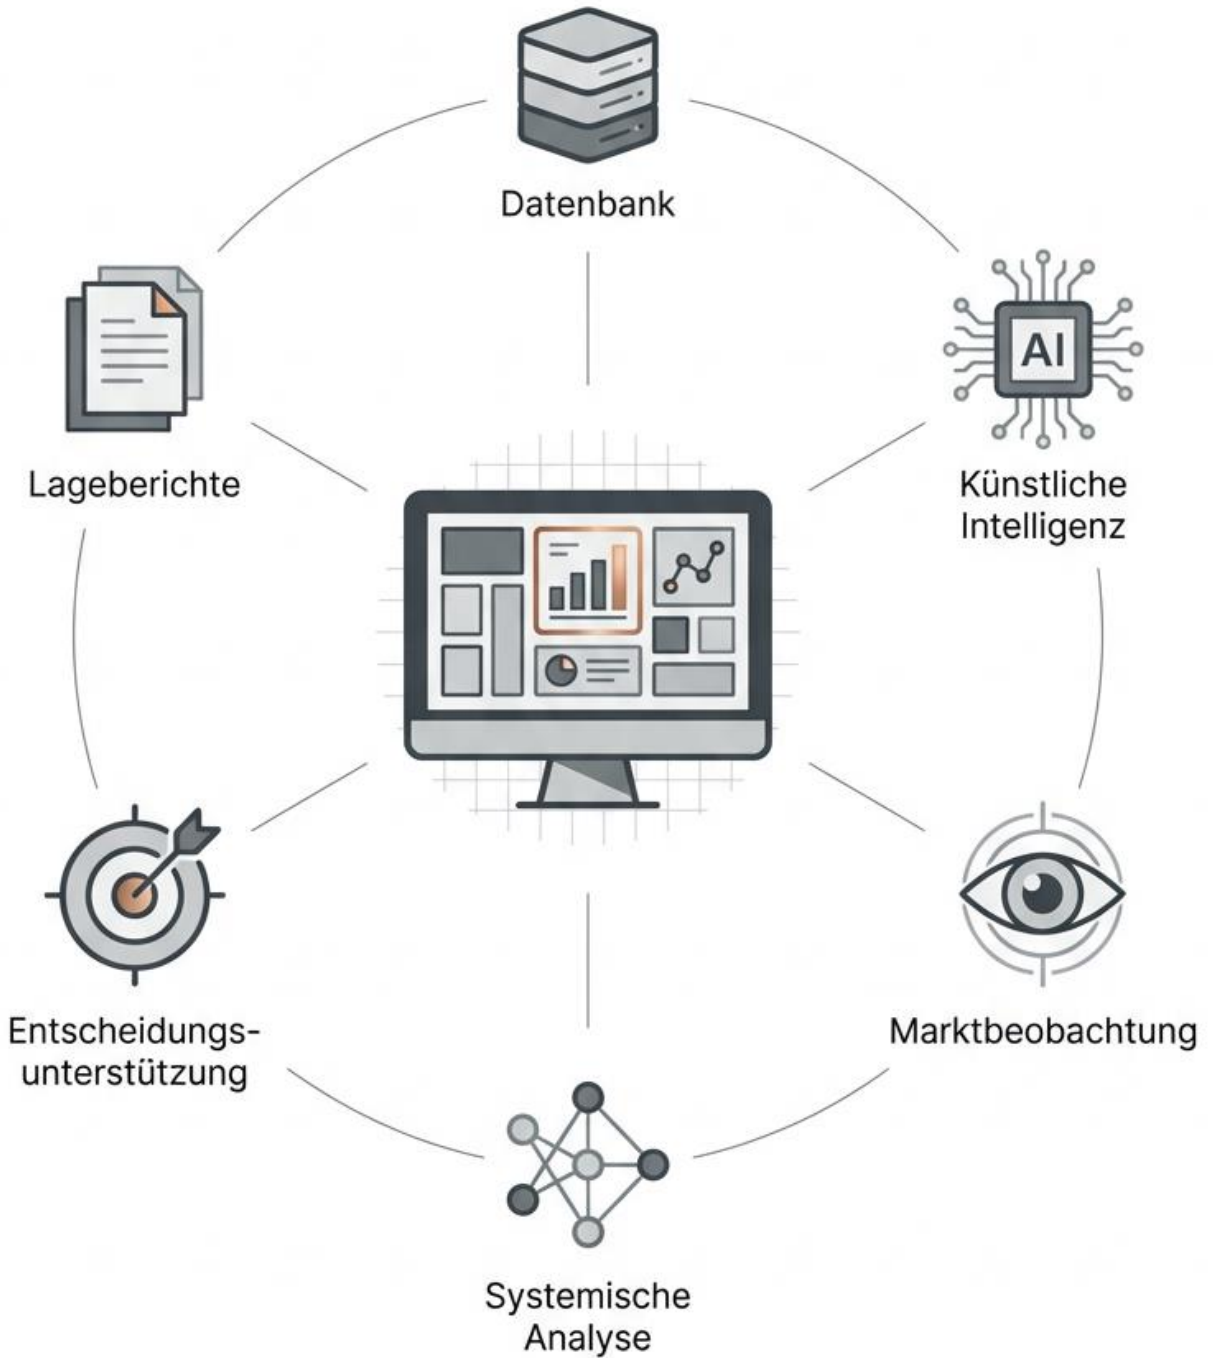 Datenbank
AI
Lageberichte
Künstliche
Intelligenz
Entscheidungs-
unterstützung
Marktbeobachtung
Systemische
Analyse